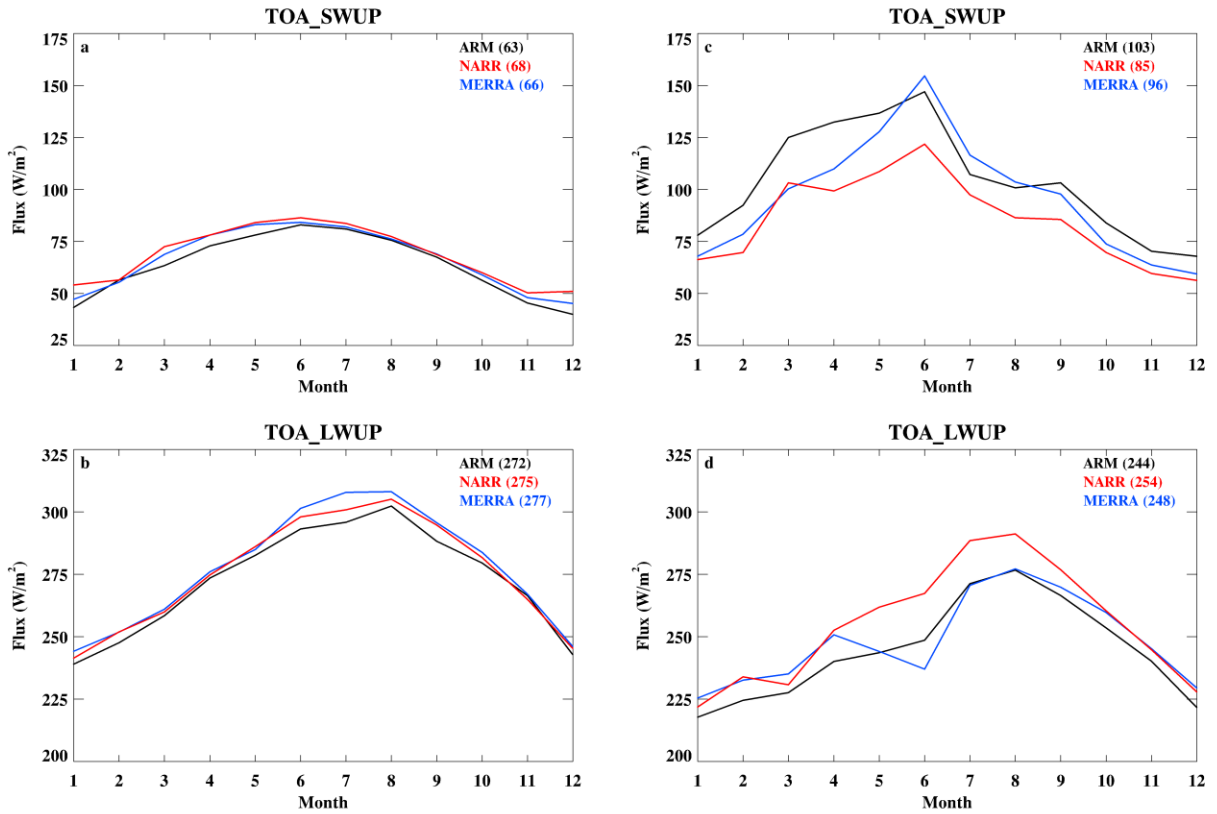 TOA_SWUP
175
150
125
100
75
50
25
Flux (W/m²)
a
ARM (63)
NARR (68)
MERRA (66)
1 2 3 4 5 6 7 8 9 10 11 12
Month
TOA_SWUP
175
150
125
100
75
50
25
Flux (W/m²)
c
ARM (103)
NARR (85)
MERRA (96)
1 2 3 4 5 6 7 8 9 10 11 12
Month
TOA_LWUP
325
300
275
250
225
200
Flux (W/m²)
b
ARM (272)
NARR (275)
MERRA (277)
1 2 3 4 5 6 7 8 9 10 11 12
Month
TOA_LWUP
325
300
275
250
225
200
Flux (W/m²)
d
ARM (244)
NARR (254)
MERRA (248)
1 2 3 4 5 6 7 8 9 10 11 12
Month